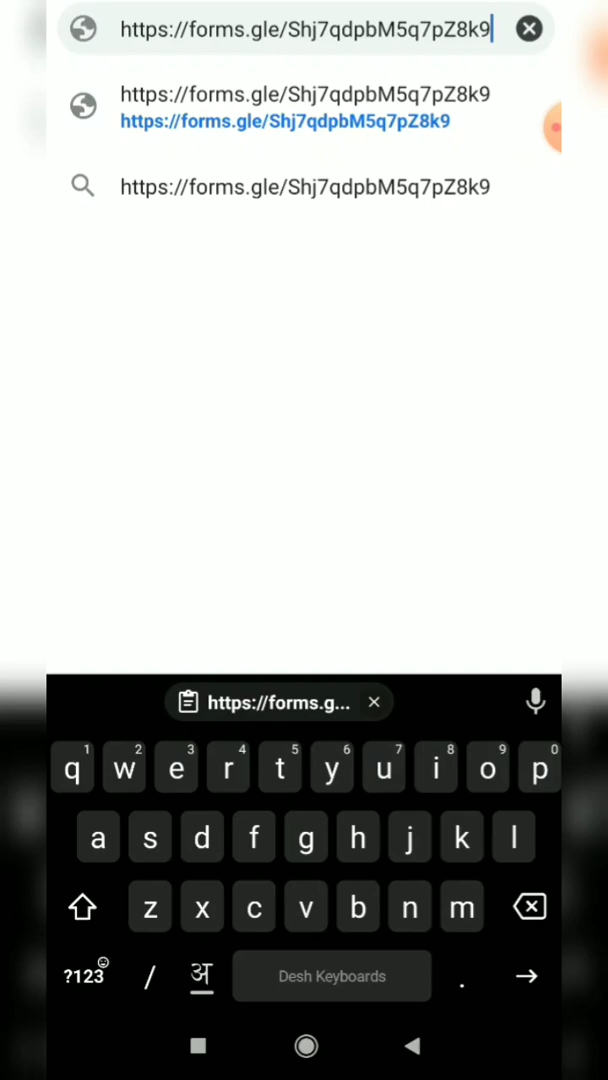 https://forms.gle/Shj7qdpbM5q7pZ8k9
https://forms.gle/Shj7qdpbM5q7pZ8k9
https://forms.gle/Shj7qdpbM5q7pZ8k9
https://forms.gle/Shj7qdpbM5q7pZ8k9
https://forms.g...
1 2 3 4 5 6 7 8 9 0
q w e r t y u i o p
a s d f g h j k l
z x c v b n m
?123 / अ Desh Keyboards .